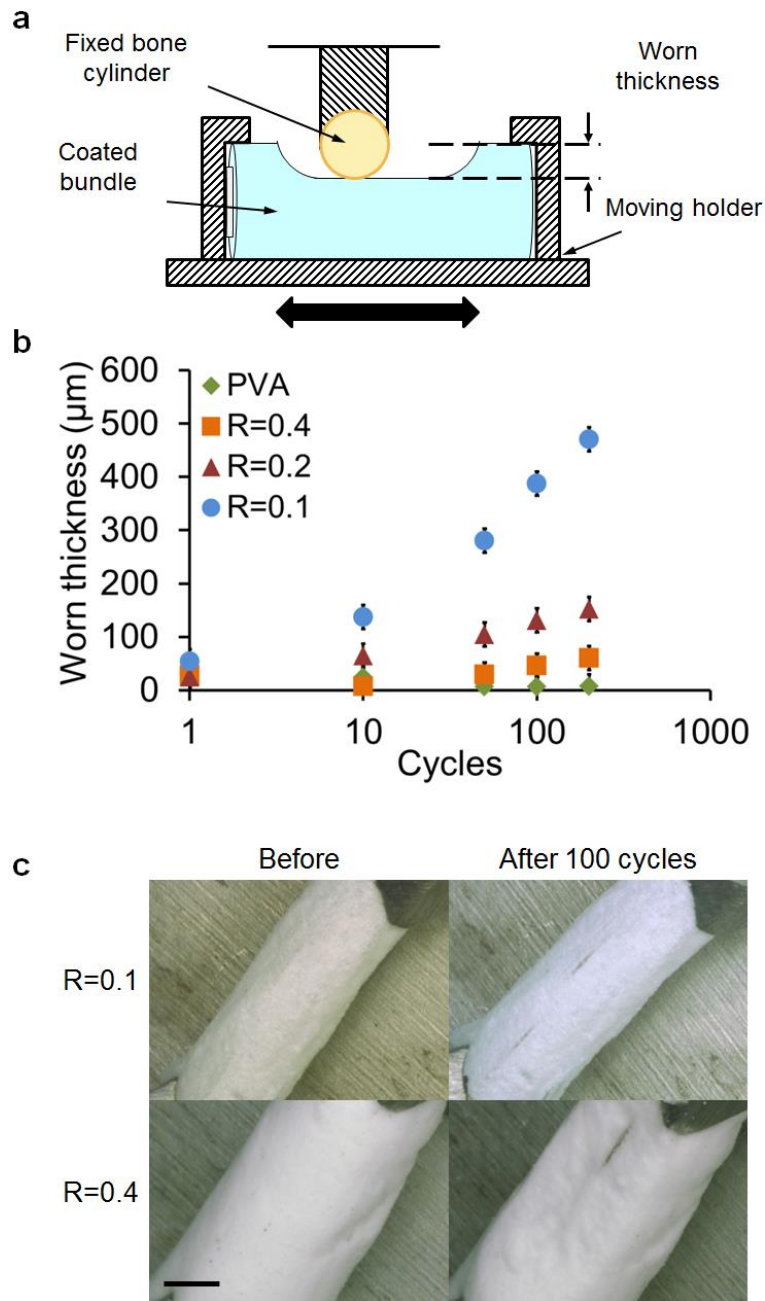 a
Fixed bone
cylinder
Worn
thickness
Coated
bundle
Moving holder
b
Worn thickness (µm)
600
500
400
300
200
100
0
PVA
R=0.4
R=0.2
R=0.1
1
10
100
1000
Cycles
c
Before
After 100 cycles
R=0.1
R=0.4